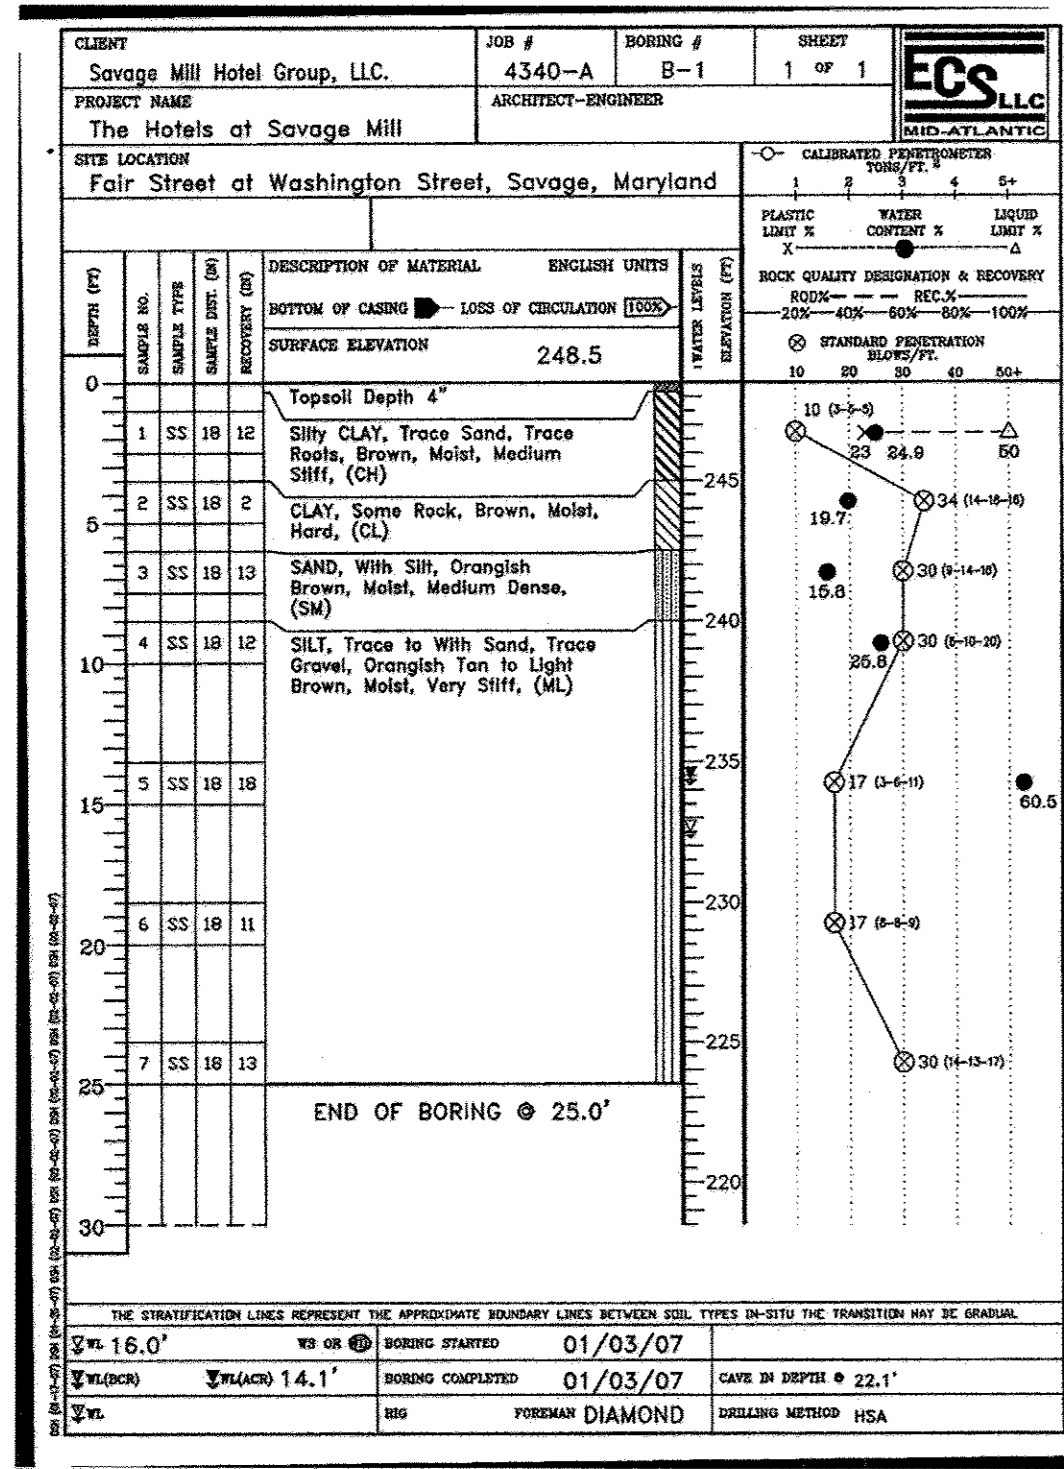 CLIENT
Savage Mill Hotel Group, LLC.
JOB #
4340-A
BORING #
B-1
SHEET
1 OF 1
ECS LLC
MID-ATLANTIC
PROJECT NAME
The Hotels at Savage Mill
ARCHITECT-ENGINEER
SITE LOCATION
Fair Street at Washington Street, Savage, Maryland
CALIBRATED PENETROMETER
TONS/FT. 2
1 2 3 4 5+
PLASTIC LIMIT %
WATER CONTENT %
LIQUID LIMIT %
X Δ
ROCK QUALITY DESIGNATION & RECOVERY
RQD% REC.%
20% 40% 60% 80% 100%
STANDARD PENETRATION
BLOWS/FT.
10 20 30 40 50+
DEPTH (FT)
SAMPLE NO.
SAMPLE TYPE
SAMPLE DIST. (IN)
RECOVERY (IN)
DESCRIPTION OF MATERIAL ENGLISH UNITS
BOTTOM OF CASING LOSS OF CIRCULATION 100%
SURFACE ELEVATION 248.5
WATER LEVELS
ELEVATION (FT)
0
Topsoil Depth 4"
1 SS 18 12
Silty CLAY, Trace Sand, Trace
Roots, Brown, Moist, Medium
Stiff, (CH)
10
23 24.9 50
245
2 SS 18 2
5
CLAY, Some Rock, Brown, Moist,
Hard, (CL)
19.7
34
3 SS 18 13
SAND, With Silt, Orangish
Brown, Moist, Medium Dense,
(SM)
30 (9-14-16)
240
4 SS 18 12
10
SILT, Trace to With Sand, Trace
Gravel, Orangish Tan to Light
Brown, Moist, Very Stiff, (ML)
25.8
30
235
5 SS 18 18
15
17 (3-6-11)
60.5
230
6 SS 18 11
20
17 (8-8-9)
225
7 SS 18 13
25
30 (14-13-17)
END OF BORING @ 25.0'
220
30
THE STRATIFICATION LINES REPRESENT THE APPROXIMATE BOUNDARY LINES BETWEEN SOIL TYPES IN-SITU THE TRANSITION MAY BE GRADUAL
WL 16.0' WS OR WD
BORING STARTED 01/03/07
WL(BCR) WL(ACR) 14.1'
BORING COMPLETED 01/03/07
CAVE IN DEPTH @ 22.1'
WL
RIG FOREMAN DIAMOND
DRILLING METHOD HSA